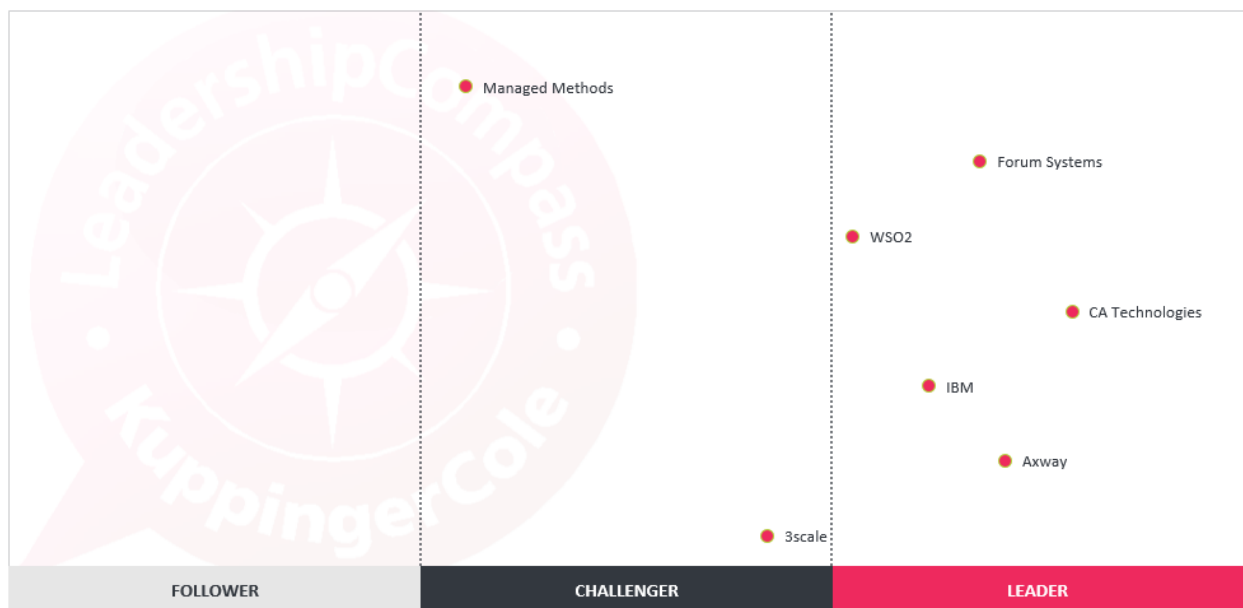 LeadershipCompass
KuppingerCole
Managed Methods
Forum Systems
WSO2
CA Technologies
IBM
Axway
3scale
FOLLOWER
CHALLENGER
LEADER